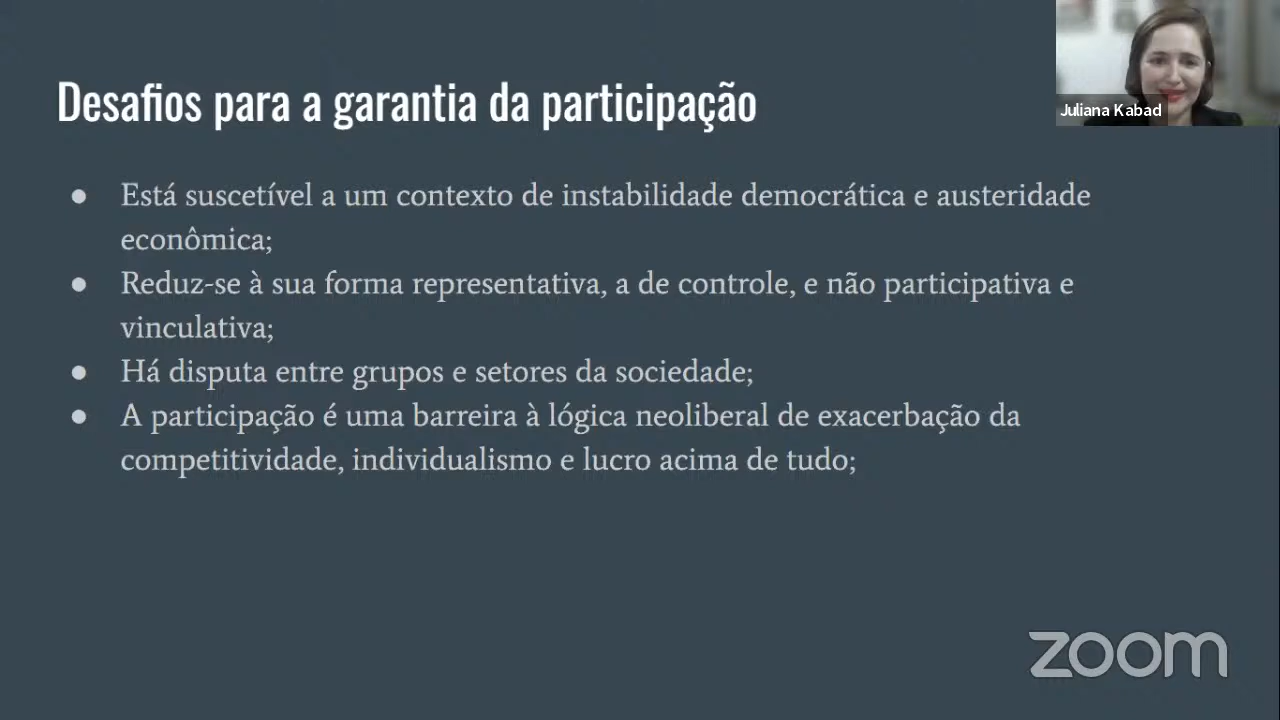 Desafios para a garantia da participação
Juliana Kabad
● Está suscetível a um contexto de instabilidade democrática e austeridade
econômica;
● Reduz-se à sua forma representativa, a de controle, e não participativa e
vinculativa;
● Há disputa entre grupos e setores da sociedade;
● A participação é uma barreira à lógica neoliberal de exacerbação da
competitividade, individualismo e lucro acima de tudo;
zoom